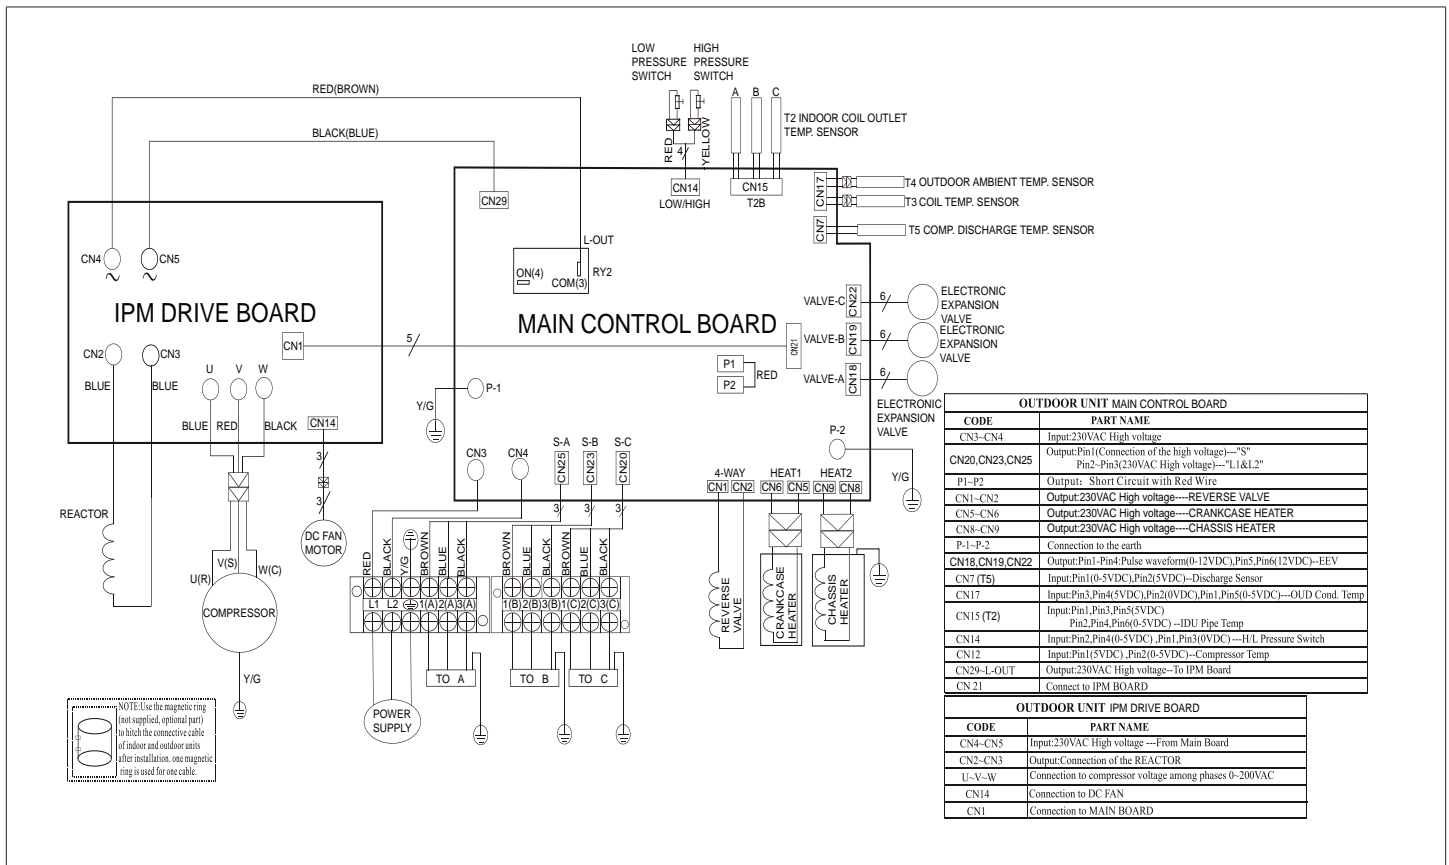 LOW
PRESSURE
SWITCH
HIGH
PRESSURE
SWITCH
RED(BROWN)
BLACK(BLUE)
A B C
T2 INDOOR COIL OUTLET
TEMP. SENSOR
RED
4
YELLOW
CN14
LOW/HIGH
CN15
T2B
CN17
T4 OUTDOOR AMBIENT TEMP. SENSOR
T3 COIL TEMP. SENSOR
CN7
T5 COMP. DISCHARGE TEMP. SENSOR
CN29
L-OUT
ON(4)
COM(3)
RY2
CN4
CN5
IPM DRIVE BOARD
MAIN CONTROL BOARD
CN2
CN3
CN1
5
CN21
BLUE
BLUE
U V W
BLUE RED BLACK
CN14
3
3
DC FAN
MOTOR
REACTOR
V(S)
U(R)
W(C)
COMPRESSOR
Y/G
VALVE-C
CN22
6
ELECTRONIC
EXPANSION
VALVE
VALVE-B
CN19
6
ELECTRONIC
EXPANSION
VALVE
VALVE-A
CN18
6
ELECTRONIC
EXPANSION
VALVE
P1
P2
RED
P-1
Y/G
P-2
Y/G
CN3
CN4
S-A
S-B
S-C
CN25
CN23
CN20
3
3
3
4-WAY
CN1 CN2
HEAT1
CN6 CN5
HEAT2
CN9 CN8
RED
BLACK
Y/G
BROWN
BLUE
BLACK
BROWN
BLUE
BLACK
BROWN
BLUE
BLACK
L1 L2 1(A) 2(A) 3(A) 1(B) 2(B) 3(B) 1(C) 2(C) 3(C)
TO A
TO B
TO C
POWER
SUPPLY
REVERSE
VALVE
CRANKCASE
HEATER
CHASSIS
HEATER
NOTE:Use the magnetic ring
(not supplied, optional part)
to hitch the connective cable
of indoor and outdoor units
after installation. one magnetic
ring is used for one cable.
OUTDOOR UNIT MAIN CONTROL BOARD
CODE PART NAME
CN3~CN4 Input:230VAC High voltage
CN20,CN23,CN25 Output:Pin1(Connection of the high voltage)---"S"
Pin2~Pin3(230VAC High voltage)---"L1&L2"
P1~P2 Output: Short Circuit with Red Wire
CN1~CN2 Output:230VAC High voltage----REVERSE VALVE
CN5~CN6 Output:230VAC High voltage----CRANKCASE HEATER
CN8~CN9 Output:230VAC High voltage----CHASSIS HEATER
P-1~P-2 Connection to the earth
CN18,CN19,CN22 Output:Pin1-Pin4:Pulse waveform(0-12VDC),Pin5,Pin6(12VDC)--EEV
CN7 (T5) Input:Pin1(0-5VDC),Pin2(5VDC)--Discharge Sensor
CN17 Input:Pin3,Pin4(5VDC),Pin2(0VDC),Pin1,Pin5(0-5VDC)---OUD Cond. Temp
CN15 (T2) Input:Pin1,Pin3,Pin5(5VDC)
Pin2,Pin4,Pin6(0-5VDC) --IDU Pipe Temp
CN14 Input:Pin2,Pin4(0-5VDC) ,Pin1,Pin3(0VDC) ---H/L Pressure Switch
CN12 Input:Pin1(5VDC) ,Pin2(0-5VDC)--Compressor Temp
CN29~L-OUT Output:230VAC High voltage--To IPM Board
CN 21 Connect to IPM BOARD
OUTDOOR UNIT IPM DRIVE BOARD
CODE PART NAME
CN4~CN5 Input:230VAC High voltage ---From Main Board
CN2~CN3 Output:Connection of the REACTOR
U~V~W Connection to compressor voltage among phases 0~200VAC
CN14 Connection to DC FAN
CN1 Connection to MAIN BOARD